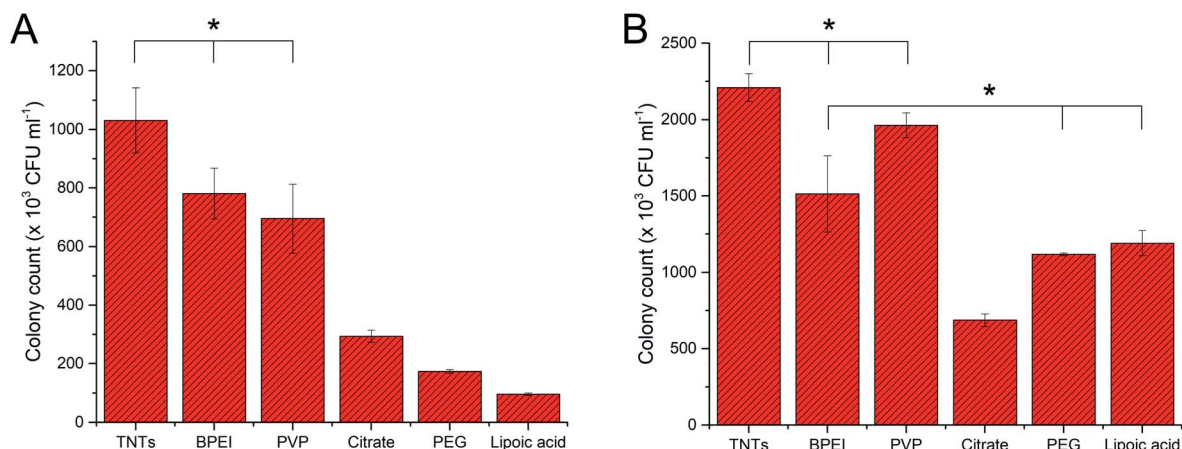 A
*
Colony count (x 10³ CFU ml⁻¹)
1200
1000
800
600
400
200
0
TNTs BPEI PVP Citrate PEG Lipoic acid
B
*
*
Colony count (x 10³ CFU ml⁻¹)
2500
2000
1500
1000
500
0
TNTs BPEI PVP Citrate PEG Lipoic acid